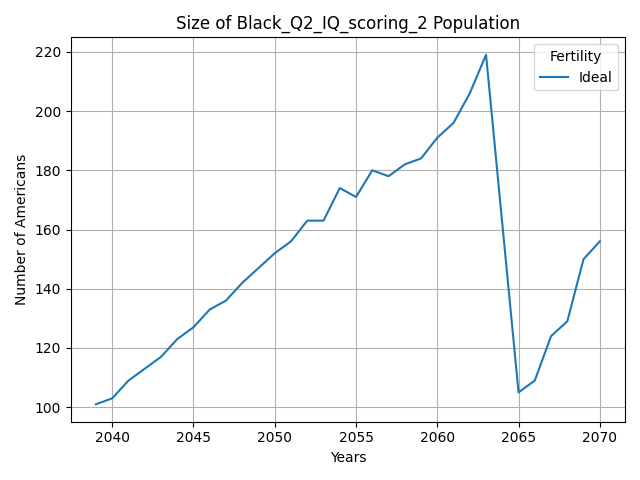 Size of Black_Q2_IQ_scoring_2 Population
Fertility
Ideal
Number of Americans
220
200
180
160
140
120
100
2040 2045 2050 2055 2060 2065 2070
Years